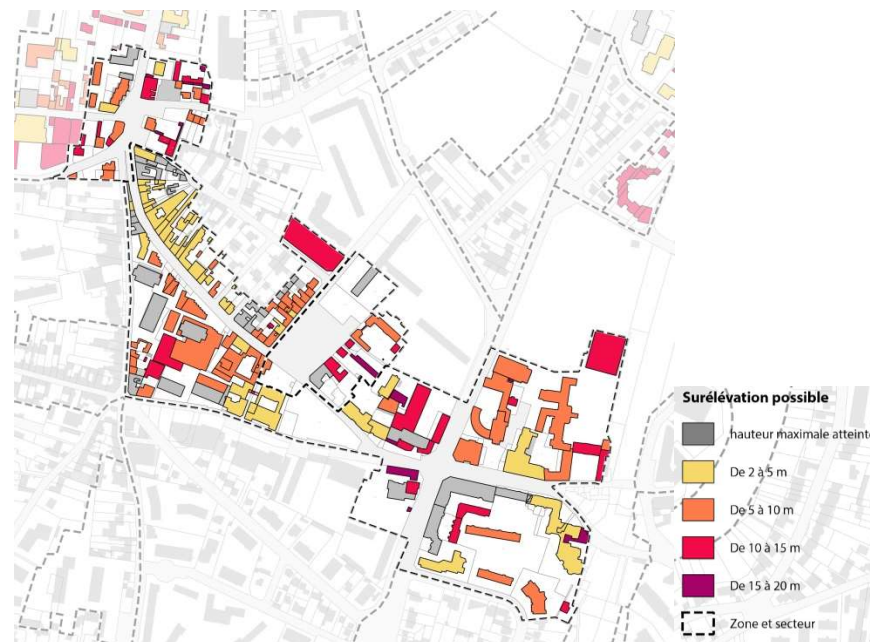 Surélévation possible
hauteur maximale atteint
De 2 à 5 m
De 5 à 10 m
De 10 à 15 m
De 15 à 20 m
Zone et secteur